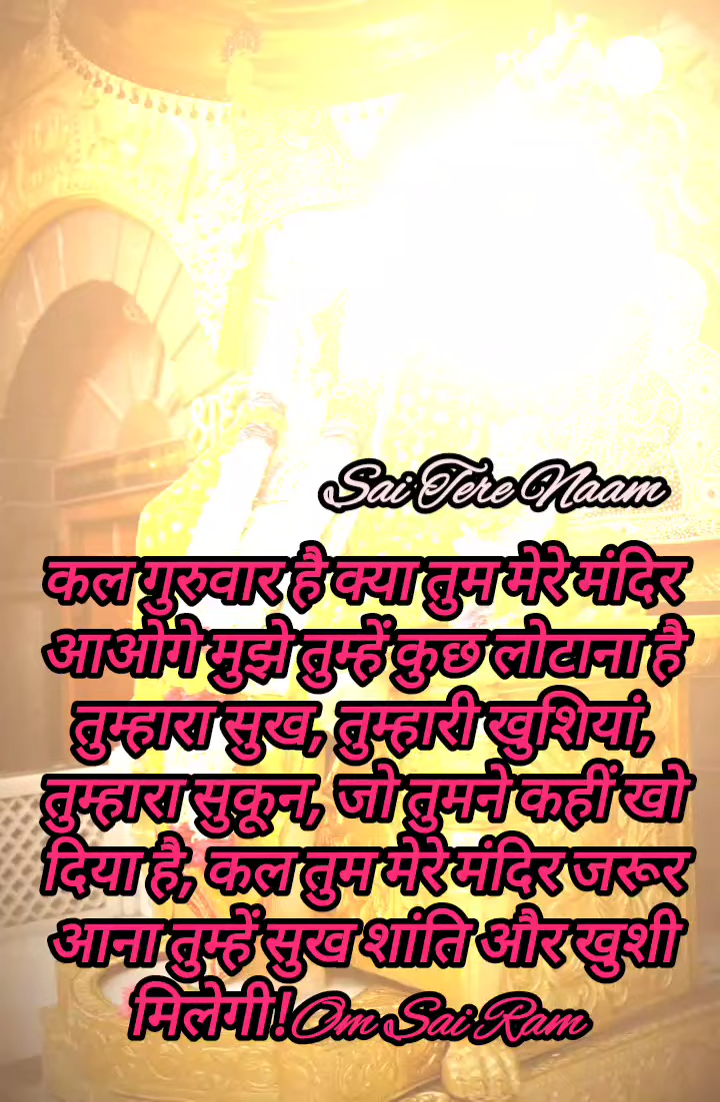 Sai Tere Naam
कल गुरुवार है क्या तुम मेरे मंदिर
आओगे मुझे तुम्हें कुछ लोटाना है
तुम्हारा सुख, तुम्हारी खुशियां,
तुम्हारा सुकून, जो तुमने कहीं खो
दिया है, कल तुम मेरे मंदिर जरूर
आना तुम्हें सुख शांति और खुशी
मिलेगी! Om Sai Ram